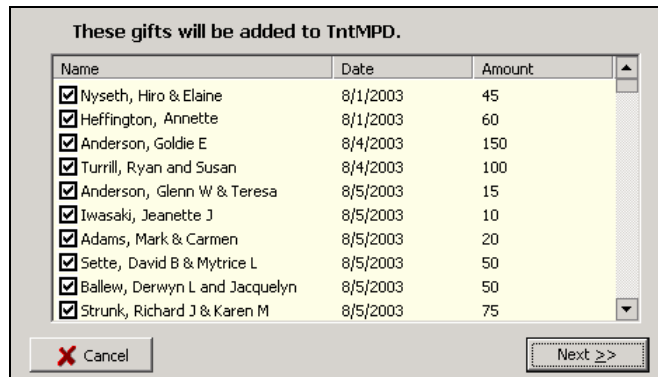 These gifts will be added to TntMPD.
Name Date Amount
Nyseth, Hiro & Elaine 8/1/2003 45
Heffington, Annette 8/1/2003 60
Anderson, Goldie E 8/4/2003 150
Turrill, Ryan and Susan 8/4/2003 100
Anderson, Glenn W & Teresa 8/5/2003 15
Iwasaki, Jeanette J 8/5/2003 10
Adams, Mark & Carmen 8/5/2003 20
Sette, David B & Mytrice L 8/5/2003 50
Ballew, Derwyn L and Jacquelyn 8/5/2003 50
Strunk, Richard J & Karen M 8/5/2003 75
Cancel Next >>